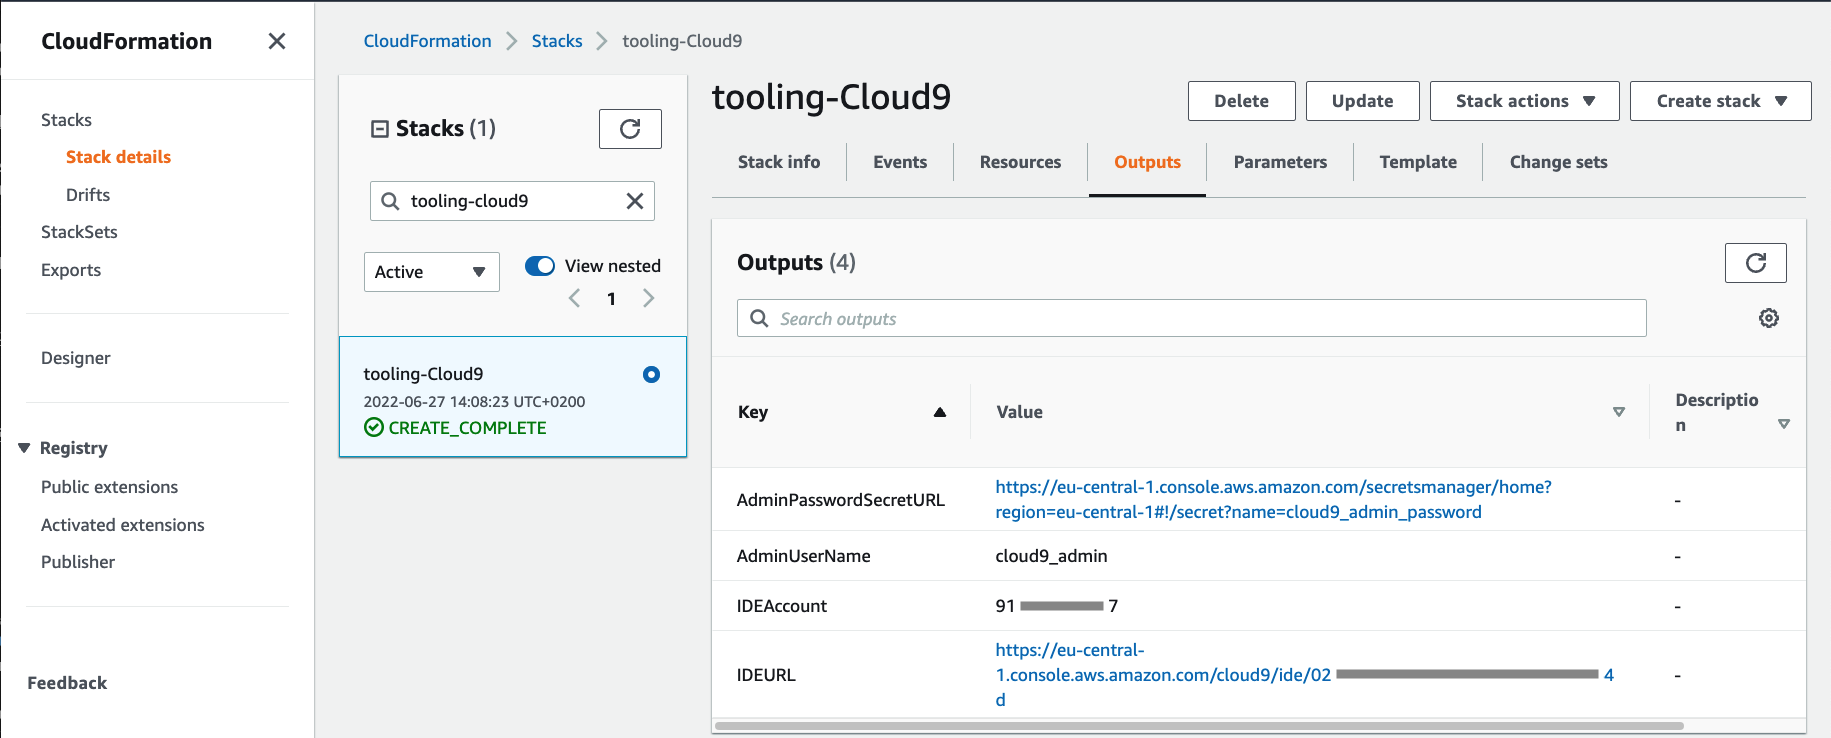 CloudFormation
Stacks
Stack details
Drifts
StackSets
Exports
Designer
Registry
Public extensions
Activated extensions
Publisher
Feedback
CloudFormation
Stacks
tooling-Cloud9
Stacks (1)
tooling-cloud9
Active
View nested
1
tooling-Cloud9
2022-06-27 14:08:23 UTC+0200
CREATE_COMPLETE
tooling-Cloud9
Delete
Update
Stack actions
Create stack
Stack info
Events
Resources
Outputs
Parameters
Template
Change sets
Outputs (4)
Search outputs
Key
Value
Descriptio
n
AdminPasswordSecretURL
https://eu-central-1.console.aws.amazon.com/secretsmanager/home?
region=eu-central-1#!/secret?name=cloud9_admin_password
-
AdminUserName
cloud9_admin
-
IDEAccount
91 7
-
IDEURL
https://eu-central-
1.console.aws.amazon.com/cloud9/ide/02 4
d
-